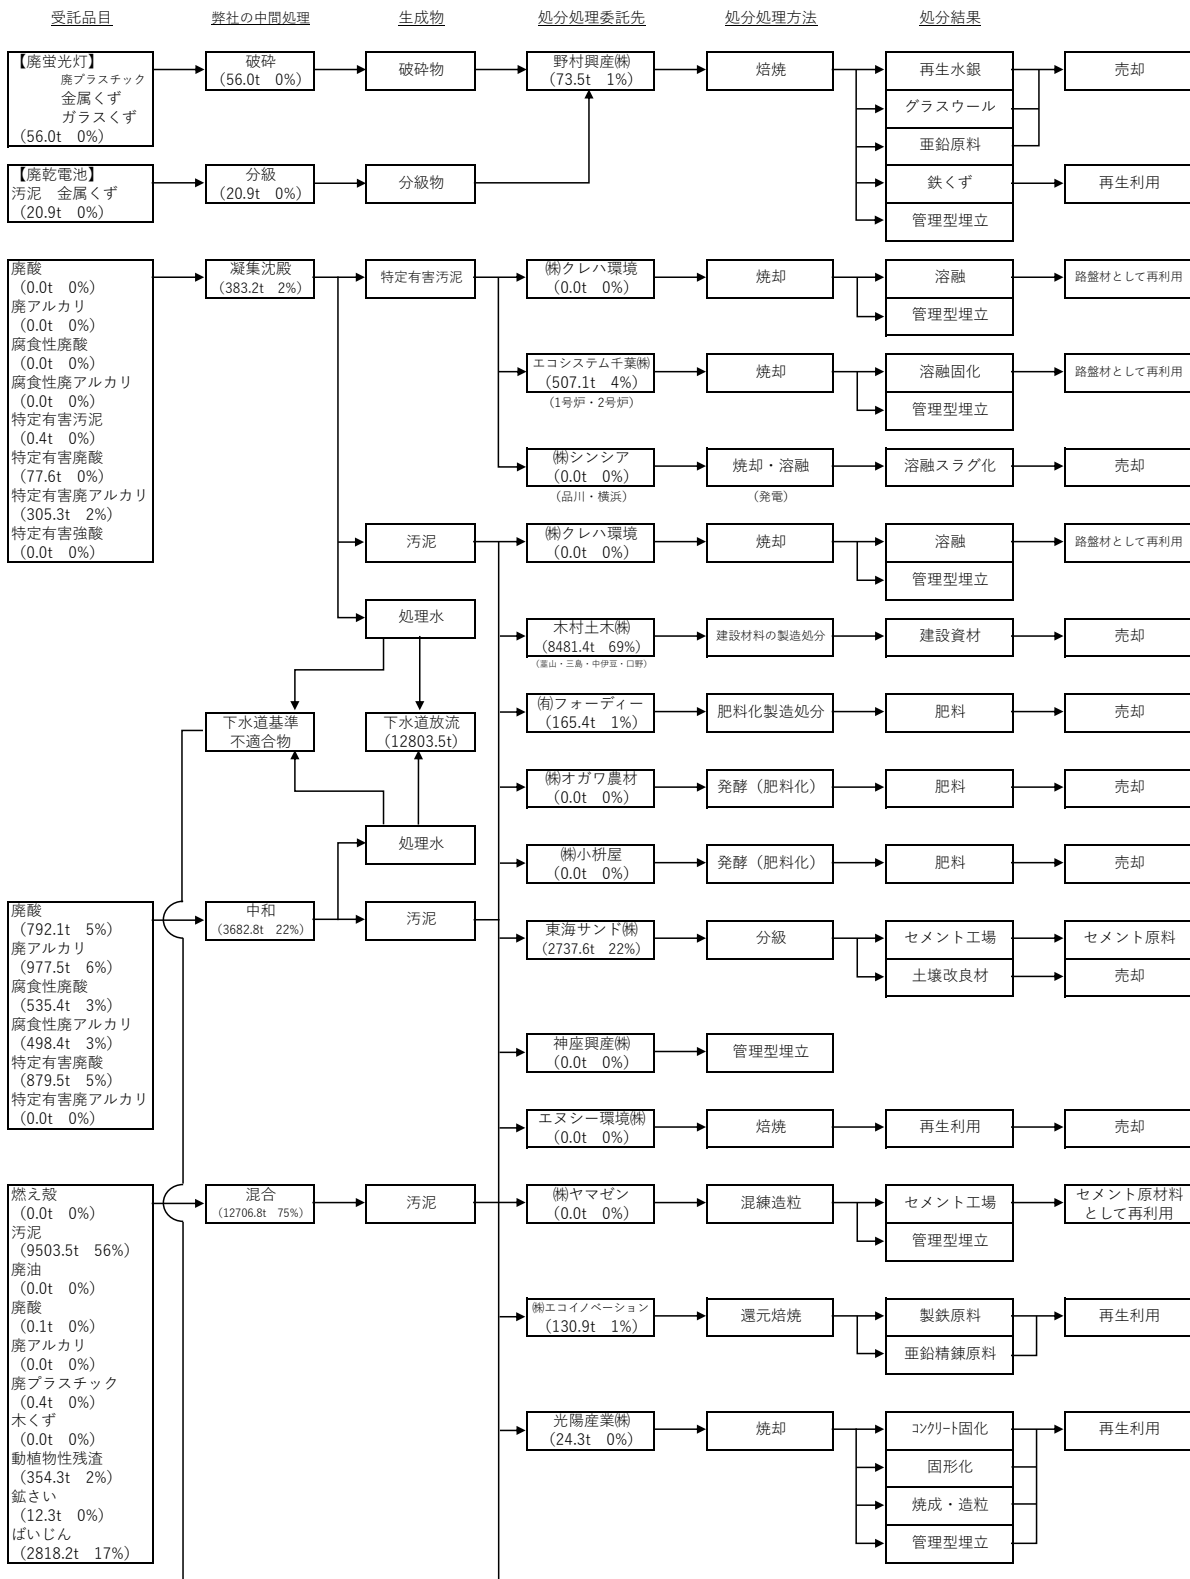 受託品目
弊社の中間処理
生成物
処分処理委託先
処分処理方法
処分結果
【廃蛍光灯】
廃プラスチック
金属くず
ガラスくず
（56.0t　0%）
破砕
（56.0t　0%）
破砕物
野村興産㈱
（73.5t　1%）
焙焼
再生水銀
グラスウール
亜鉛原料
鉄くず
管理型埋立
売却
再生利用
【廃乾電池】
汚泥　金属くず
（20.9t　0%）
分級
（20.9t　0%）
分級物
廃酸
（0.0t　0%）
廃アルカリ
（0.0t　0%）
腐食性廃酸
（0.0t　0%）
腐食性廃アルカリ
（0.0t　0%）
特定有害汚泥
（0.4t　0%）
特定有害廃酸
（77.6t　0%）
特定有害廃アルカリ
（305.3t　2%）
特定有害強酸
（0.0t　0%）
凝集沈殿
（383.2t　2%）
特定有害汚泥
㈱クレハ環境
（0.0t　0%）
焼却
溶融
管理型埋立
路盤材として再利用
エコシステム千葉㈱
（507.1t　4%）
（1号炉・2号炉）
焼却
溶融固化
管理型埋立
路盤材として再利用
㈱シンシア
（0.0t　0%）
（品川・横浜）
焼却・溶融
（発電）
溶融スラグ化
売却
汚泥
㈱クレハ環境
（0.0t　0%）
焼却
溶融
管理型埋立
路盤材として再利用
処理水
木村土木㈱
（8481.4t　69%）
（韮山・三島・中伊豆・口野）
建設材料の製造処分
建設資材
売却
下水道基準
不適合物
下水道放流
（12803.5t）
㈲フォーディー
（165.4t　1%）
肥料化製造処分
肥料
売却
㈱オガワ農材
（0.0t　0%）
発酵（肥料化）
肥料
売却
処理水
㈱小枡屋
（0.0t　0%）
発酵（肥料化）
肥料
売却
廃酸
（792.1t　5%）
廃アルカリ
（977.5t　6%）
腐食性廃酸
（535.4t　3%）
腐食性廃アルカリ
（498.4t　3%）
特定有害廃酸
（879.5t　5%）
特定有害廃アルカリ
（0.0t　0%）
中和
（3682.8t　22%）
汚泥
東海サンド㈱
（2737.6t　22%）
分級
セメント工場
土壌改良材
セメント原料
売却
神座興産㈱
（0.0t　0%）
管理型埋立
エヌシー環境㈱
（0.0t　0%）
焙焼
再生利用
売却
燃え殻
（0.0t　0%）
汚泥
（9503.5t　56%）
廃油
（0.0t　0%）
廃酸
（0.1t　0%）
廃アルカリ
（0.0t　0%）
廃プラスチック
（0.4t　0%）
木くず
（0.0t　0%）
動植物性残渣
（354.3t　2%）
鉱さい
（12.3t　0%）
ばいじん
（2818.2t　17%）
混合
（12706.8t　75%）
汚泥
㈱ヤマゼン
（0.0t　0%）
混練造粒
セメント工場
管理型埋立
セメント原材料
として再利用
㈱エコイノベーション
（130.9t　1%）
還元焙焼
製鉄原料
亜鉛精錬原料
再生利用
光陽産業㈱
（24.3t　0%）
焼却
ｺﾝｸﾘｰﾄ固化
固形化
焼成・造粒
管理型埋立
再生利用